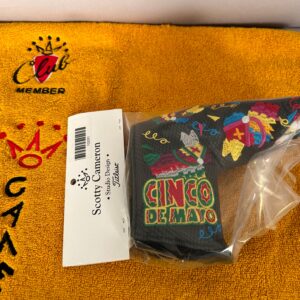 Club
MEMBER
Scotty Cameron
Studio Design
Titleist
CINCO
DE MAYO
CAME